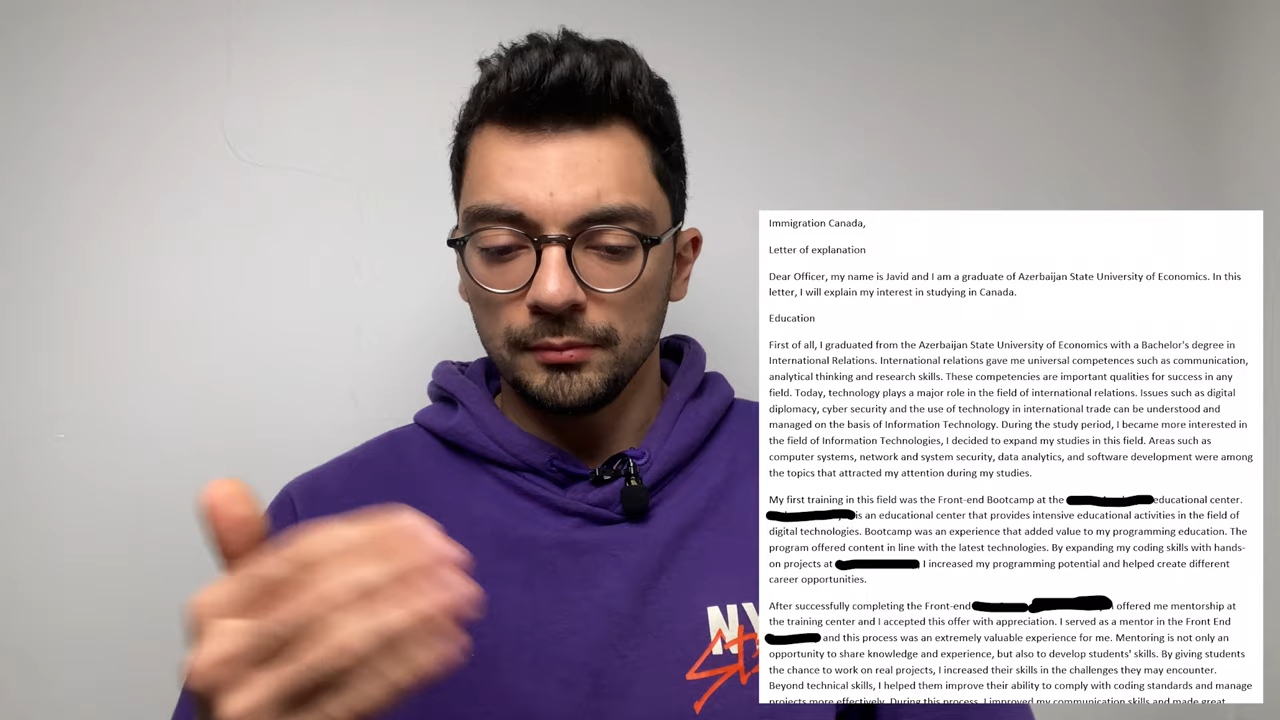 Immigration Canada,
Letter of explanation
Dear Officer, my name is Javid and I am a graduate of Azerbaijan State University of Economics. In this
letter, I will explain my interest in studying in Canada.
Education
First of all, I graduated from the Azerbaijan State University of Economics with a Bachelor's degree in
International Relations. International relations gave me universal competences such as communication,
analytical thinking and research skills. These competencies are important qualities for success in any
field. Today, technology plays a major role in the field of international relations. Issues such as digital
diplomacy, cyber security and the use of technology in international trade can be understood and
managed on the basis of Information Technology. During the study period, I became more interested in
the field of Information Technologies, I decided to expand my studies in this field. Areas such as
computer systems, network and system security, data analytics, and software development were among
the topics that attracted my attention during my studies.
My first training in this field was the Front-end Bootcamp at the educational center.
is an educational center that provides intensive educational activities in the field of
digital technologies. Bootcamp was an experience that added value to my programming education. The
program offered content in line with the latest technologies. By expanding my coding skills with hands-
on projects at I increased my programming potential and helped create different
career opportunities.
After successfully completing the Front-end offered me mentorship at
the training center and I accepted this offer with appreciation. I served as a mentor in the Front End
and this process was an extremely valuable experience for me. Mentoring is not only an
opportunity to share knowledge and experience, but also to develop students' skills. By giving students
the chance to work on real projects, I increased their skills in the challenges they may encounter.
Beyond technical skills, I helped them improve their ability to comply with coding standards and manage
projects more effectively. During this process, I improved my communication skills and made great
NY